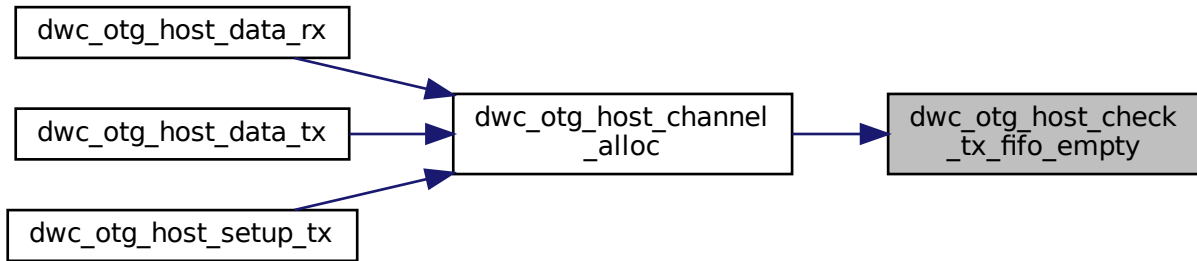 dwc_otg_host_data_rx
dwc_otg_host_data_tx
dwc_otg_host_setup_tx
dwc_otg_host_channel
_alloc
dwc_otg_host_check
_tx_fifo_empty